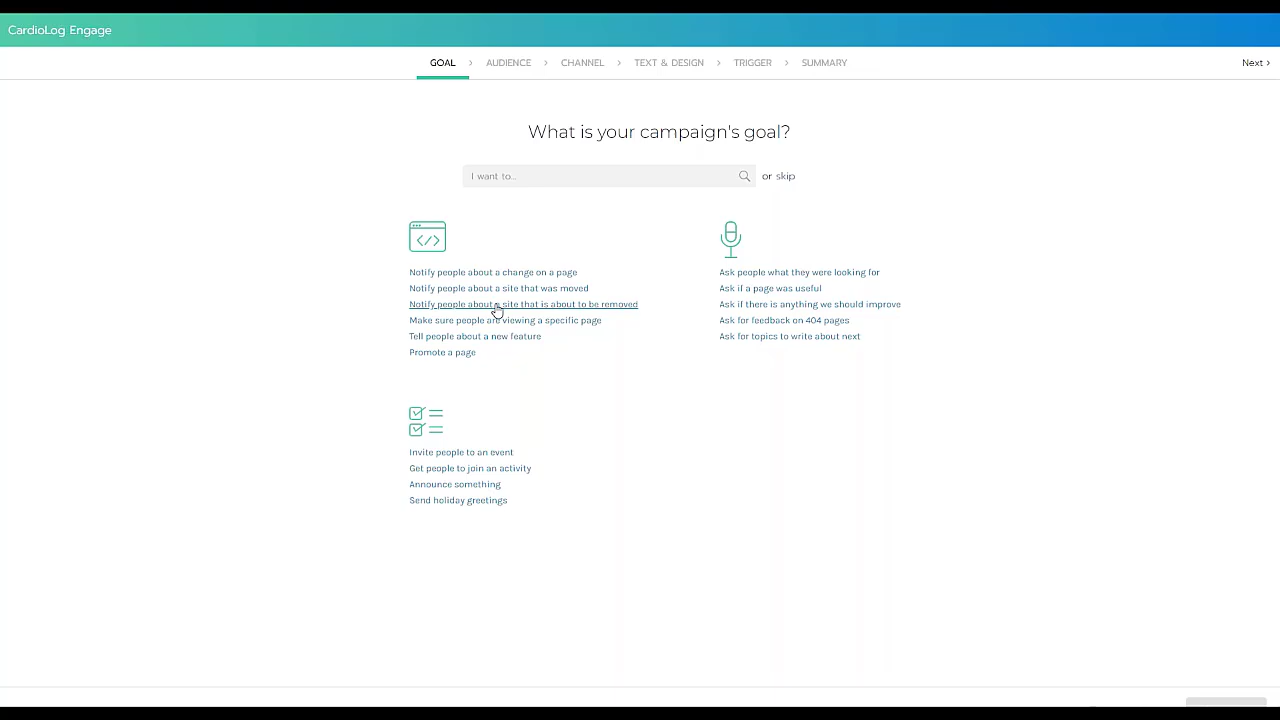 CardioLog Engage
GOAL > AUDIENCE > CHANNEL > TEXT & DESIGN > TRIGGER > SUMMARY
Next >
What is your campaign's goal?
I want to... or skip
Notify people about a change on a page
Notify people about a site that was moved
Notify people about a site that is about to be removed
Make sure people are viewing a specific page
Tell people about a new feature
Promote a page
Ask people what they were looking for
Ask if a page was useful
Ask if there is anything we should improve
Ask for feedback on 404 pages
Ask for topics to write about next
Invite people to an event
Get people to join an activity
Announce something
Send holiday greetings